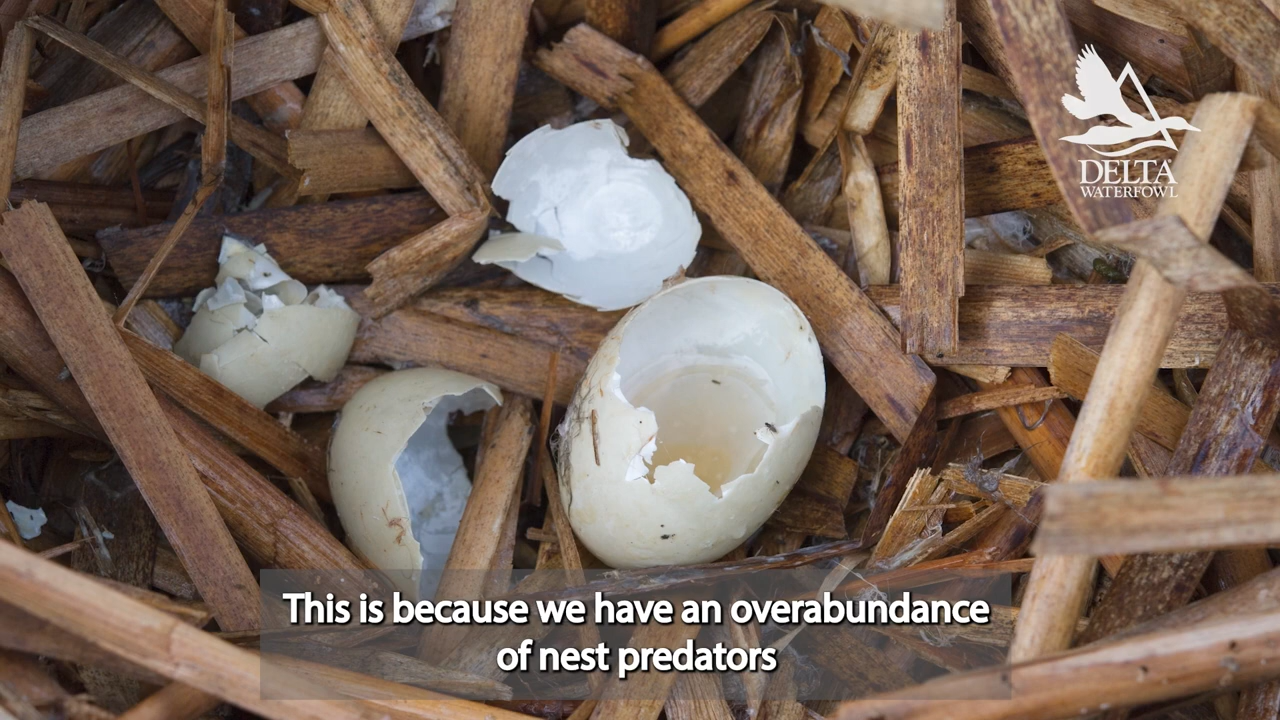 DELTA
WATERFOWL
This is because we have an overabundance
of nest predators